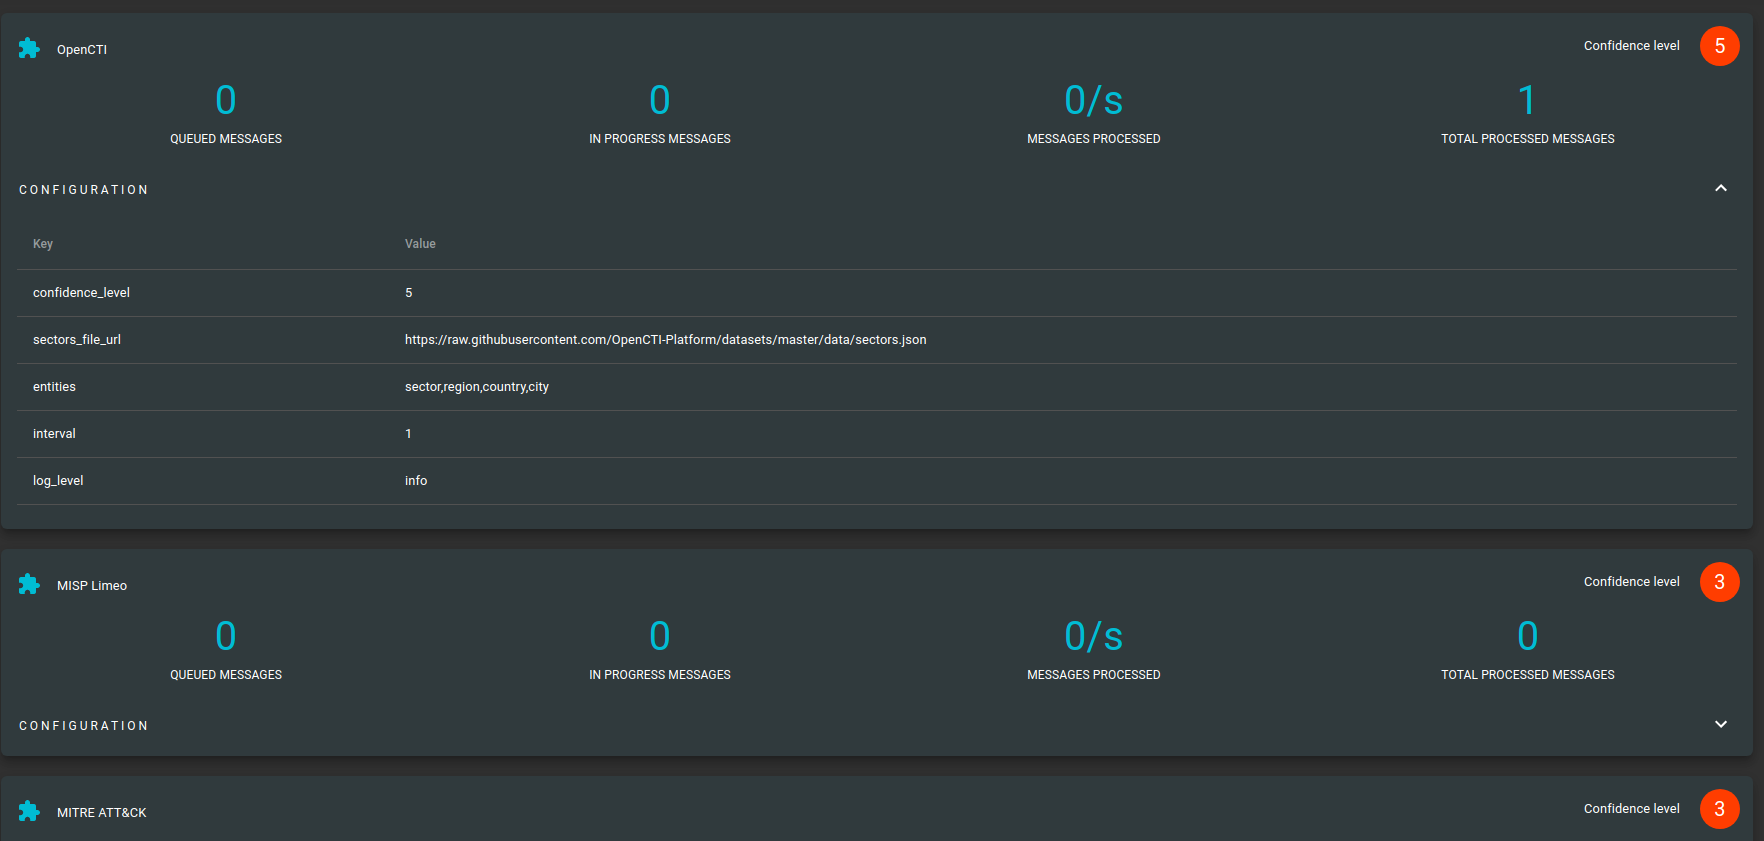 OpenCTI
Confidence level 5
0 0 0/s 1
QUEUED MESSAGES IN PROGRESS MESSAGES MESSAGES PROCESSED TOTAL PROCESSED MESSAGES
CONFIGURATION
Key Value
confidence_level 5
sectors_file_url https://raw.githubusercontent.com/OpenCTI-Platform/datasets/master/data/sectors.json
entities sector,region,country,city
interval 1
log_level info
MISP Limeo
Confidence level 3
0 0 0/s 0
QUEUED MESSAGES IN PROGRESS MESSAGES MESSAGES PROCESSED TOTAL PROCESSED MESSAGES
CONFIGURATION
MITRE ATT&CK
Confidence level 3